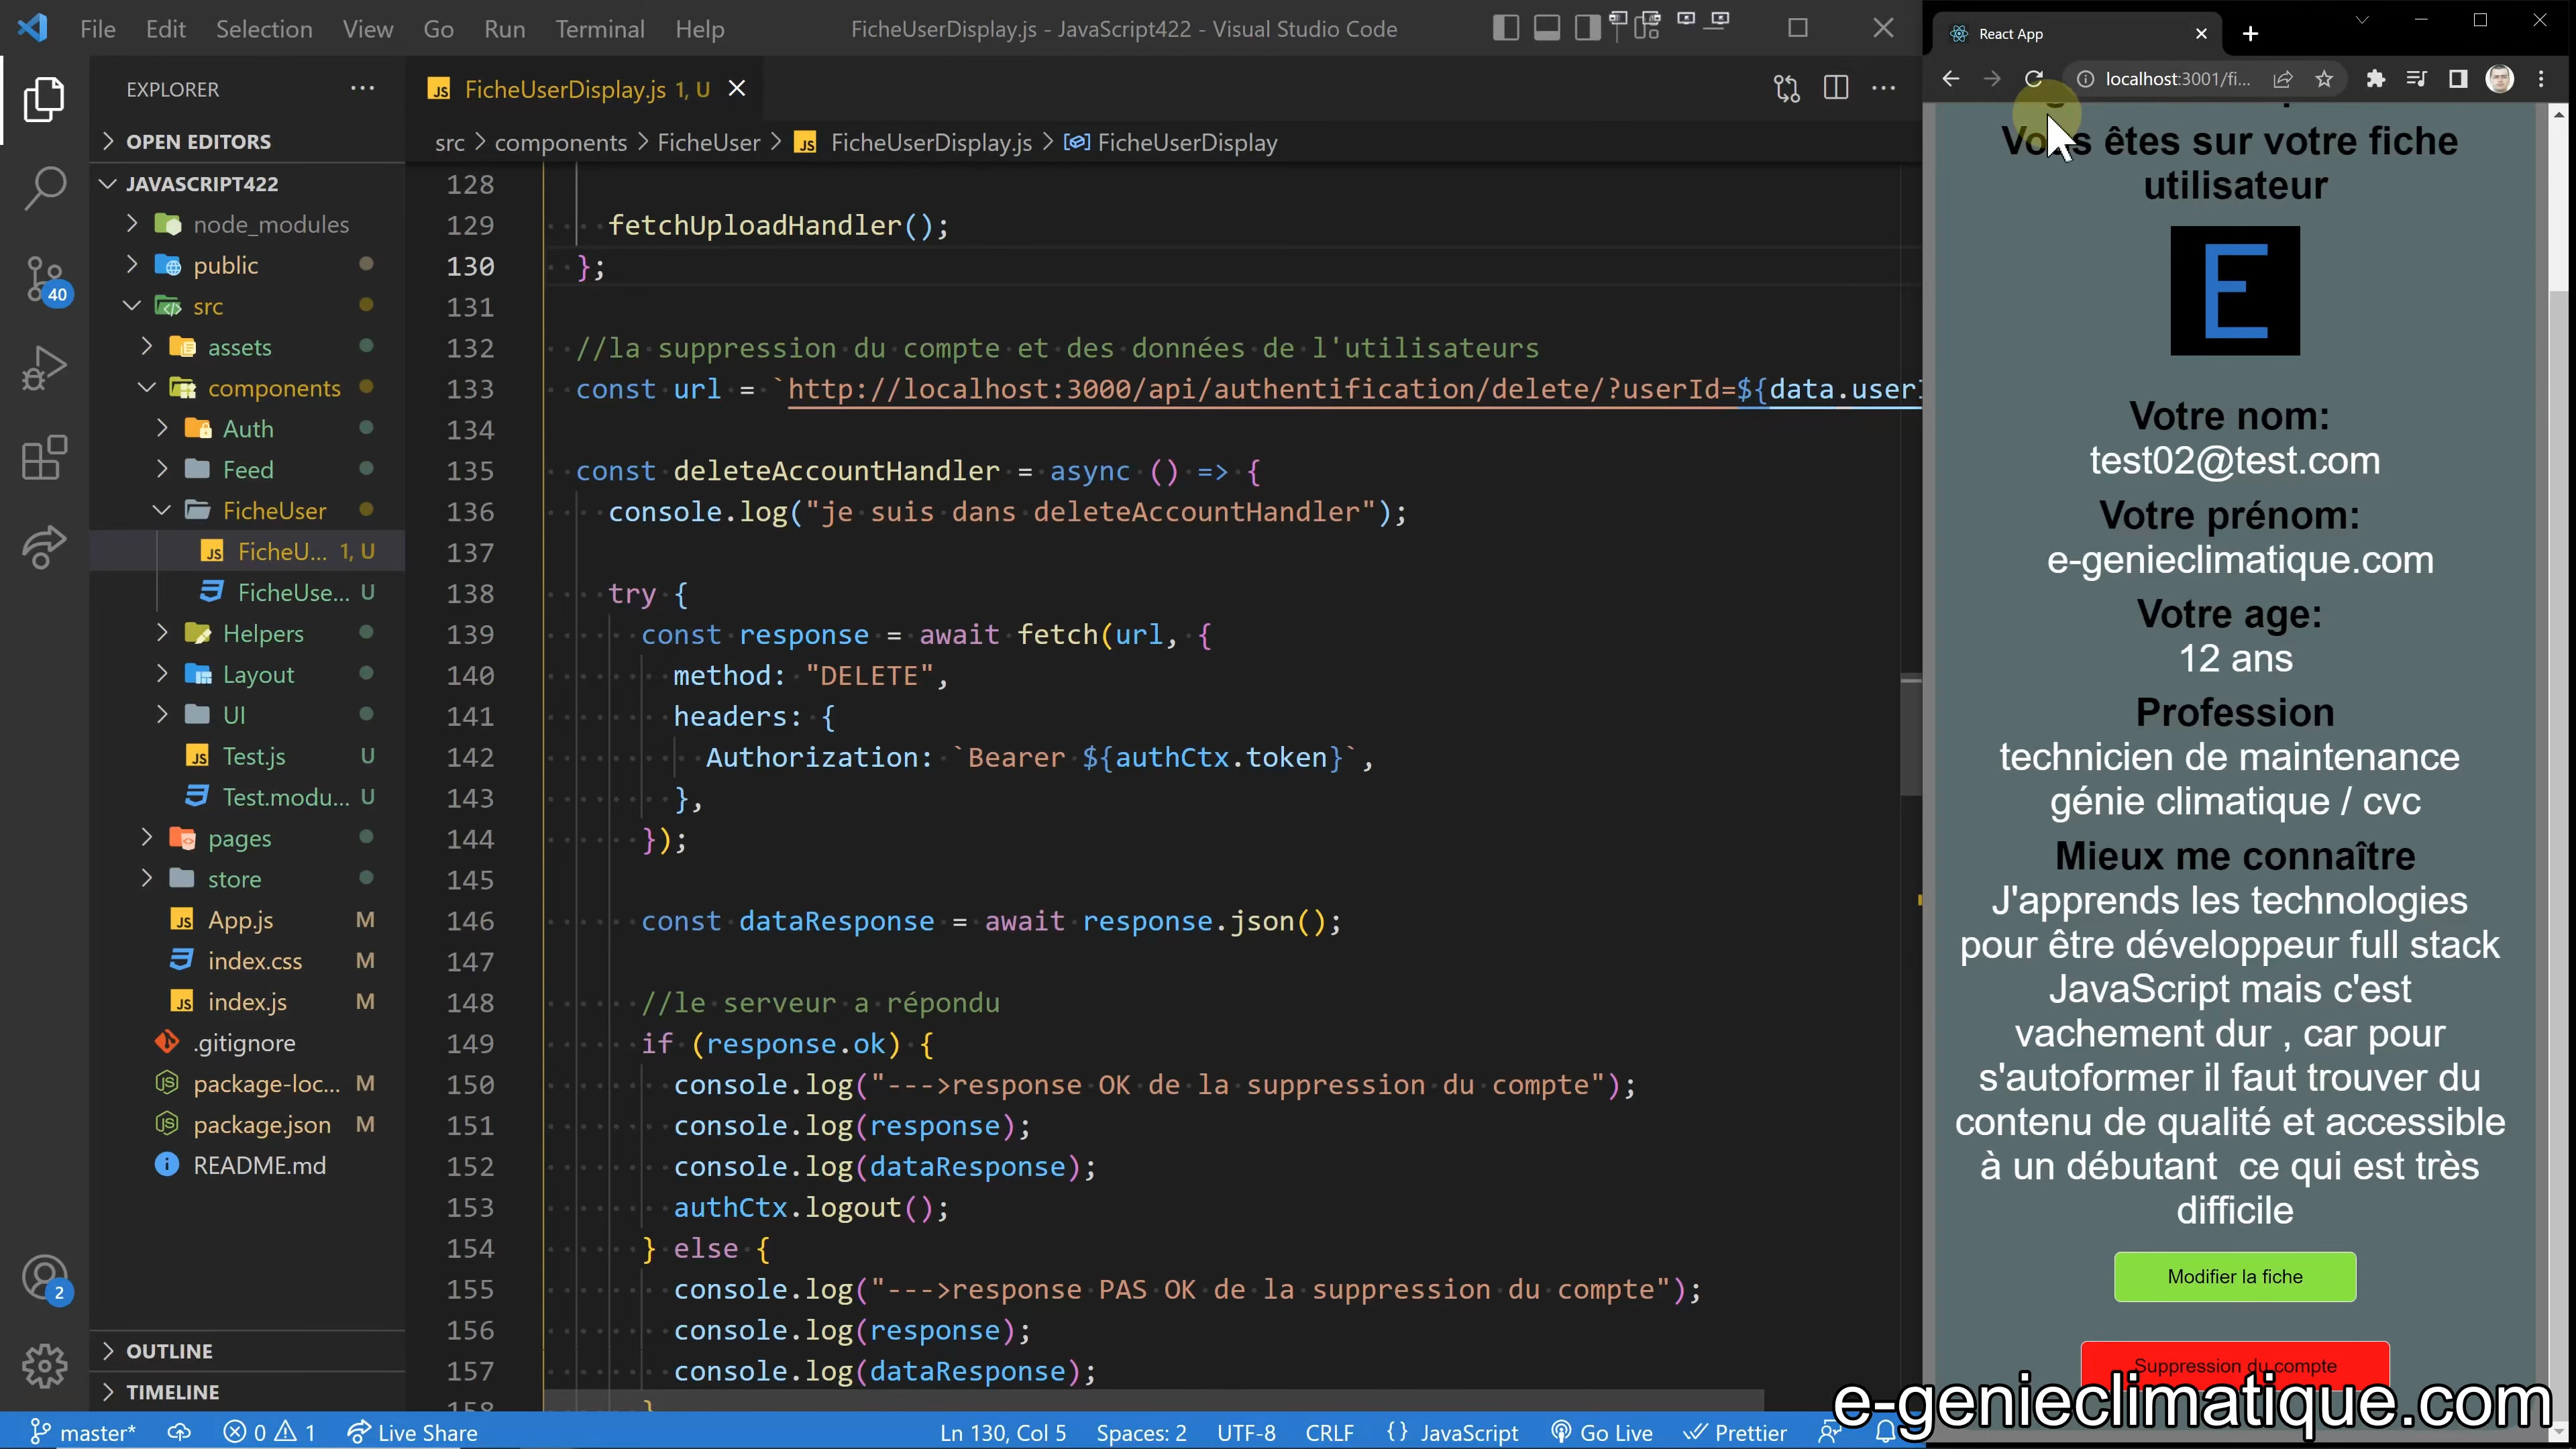 File Edit Selection View Go Run Terminal Help
FicheUserDisplay.js - JavaScript422 - Visual Studio Code
EXPLORER
OPEN EDITORS
JAVASCRIPT422
node_modules
public
src
assets
components
Auth
Feed
FicheUser
FicheU... 1, U
FicheUse... U
Helpers
Layout
UI
Test.js U
Test.modu... U
pages
store
App.js M
index.css M
index.js M
.gitignore
package-loc... M
package.json M
README.md
OUTLINE
TIMELINE
40
2
FicheUserDisplay.js 1, U
src > components > FicheUser > FicheUserDisplay.js > FicheUserDisplay
128
129 fetchUploadHandler();
130 };
131
132 //la suppression du compte et des données de l'utilisateurs
133 const url = `http://localhost:3000/api/authentification/delete/?userId=${data.userI
134
135 const deleteAccountHandler = async () => {
136 console.log("je suis dans deleteAccountHandler");
137
138 try {
139 const response = await fetch(url, {
140 method: "DELETE",
141 headers: {
142 Authorization: `Bearer ${authCtx.token}`,
143 },
144 });
145
146 const dataResponse = await response.json();
147
148 //le serveur a répondu
149 if (response.ok) {
150 console.log("--->response OK de la suppression du compte");
151 console.log(response);
152 console.log(dataResponse);
153 authCtx.logout();
154 } else {
155 console.log("--->response PAS OK de la suppression du compte");
156 console.log(response);
157 console.log(dataResponse);
158 }
master* 0 1 Live Share Ln 130, Col 5 Spaces: 2 UTF-8 CRLF {} JavaScript Go Live Prettier
React App
localhost:3001/fi...
Vous êtes sur votre fiche
utilisateur
E
Votre nom:
test02@test.com
Votre prénom:
e-genieclimatique.com
Votre age:
12 ans
Profession
technicien de maintenance
génie climatique / cvc
Mieux me connaître
J'apprends les technologies
pour être développeur full stack
JavaScript mais c'est
vachement dur , car pour
s'autoformer il faut trouver du
contenu de qualité et accessible
à un débutant ce qui est très
difficile
Modifier la fiche
Suppression du compte
e-genieclimatique.com